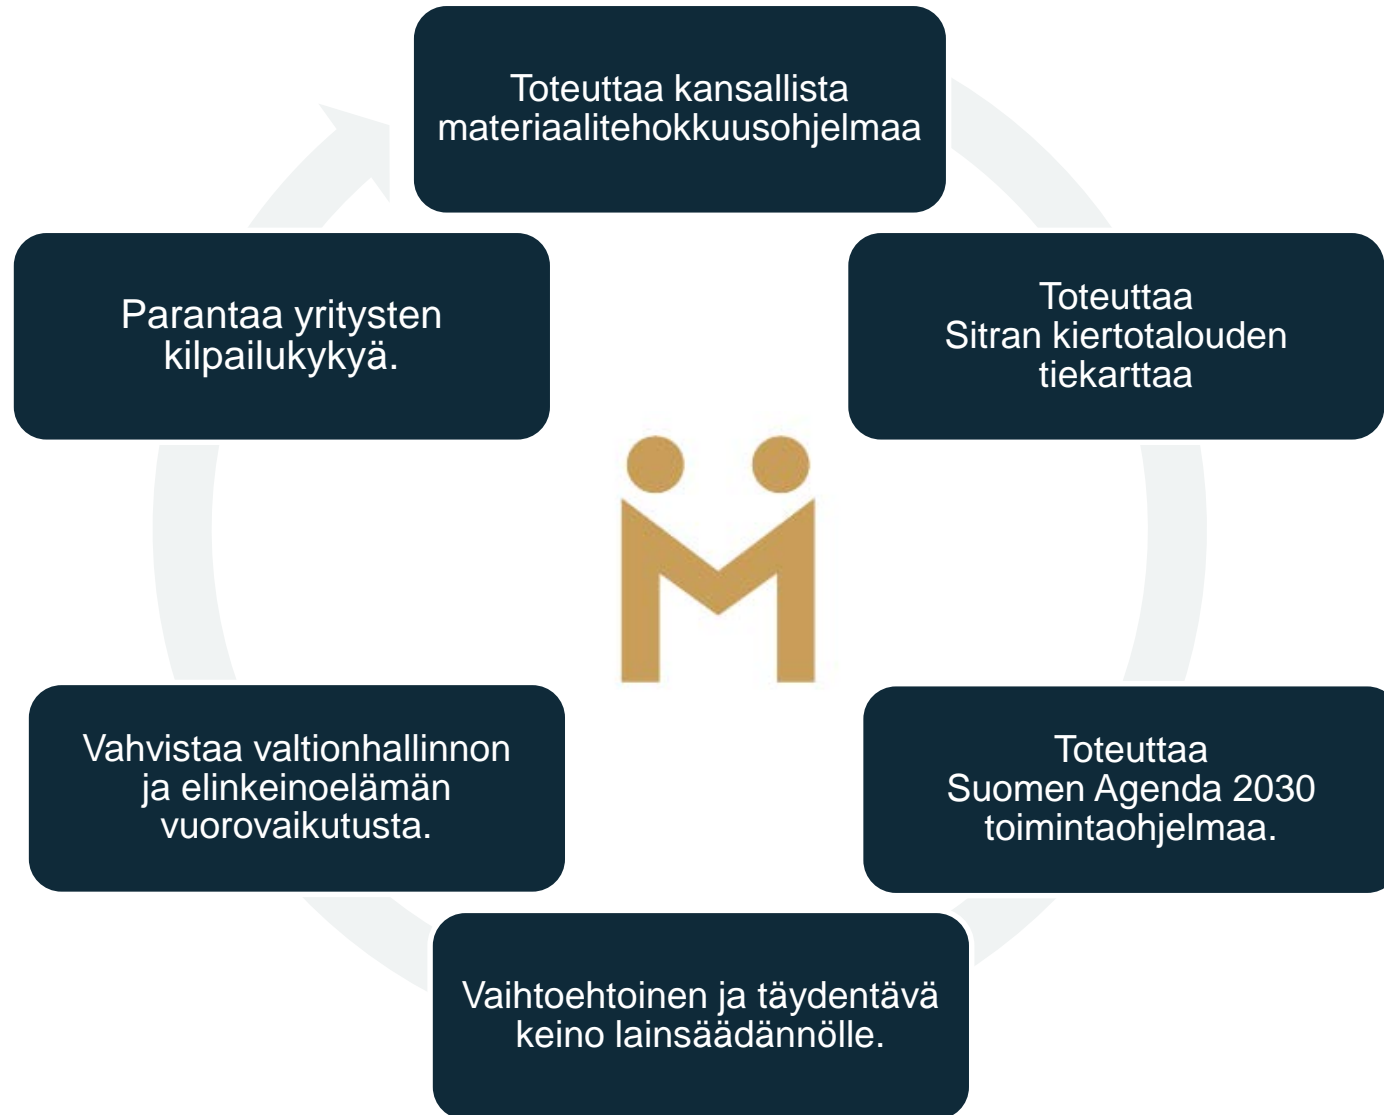 Toteuttaa kansallista
materiaalitehokkuusohjelmaa
Toteuttaa
Sitran kiertotalouden
tiekarttaa
Toteuttaa
Suomen Agenda 2030
toimintaohjelmaa.
Vaihtoehtoinen ja täydentävä
keino lainsäädännölle.
Vahvistaa valtionhallinnon
ja elinkeinoelämän
vuorovaikutusta.
Parantaa yritysten
kilpailukykyä.